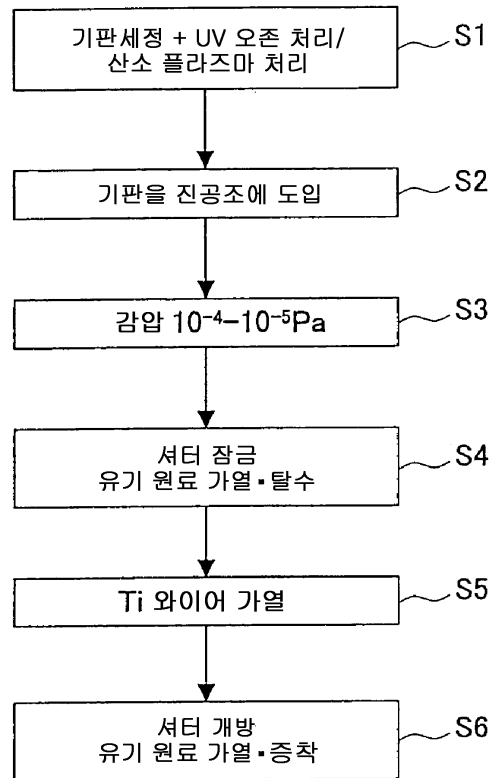 기판세정 + UV 오존 처리/
산소 플라즈마 처리
S1
기판을 진공조에 도입
S2
감압 10⁻⁴-10⁻⁵Pa
S3
셔터 잠금
유기 원료 가열▪탈수
S4
Ti 와이어 가열
S5
셔터 개방
유기 원료 가열▪증착
S6